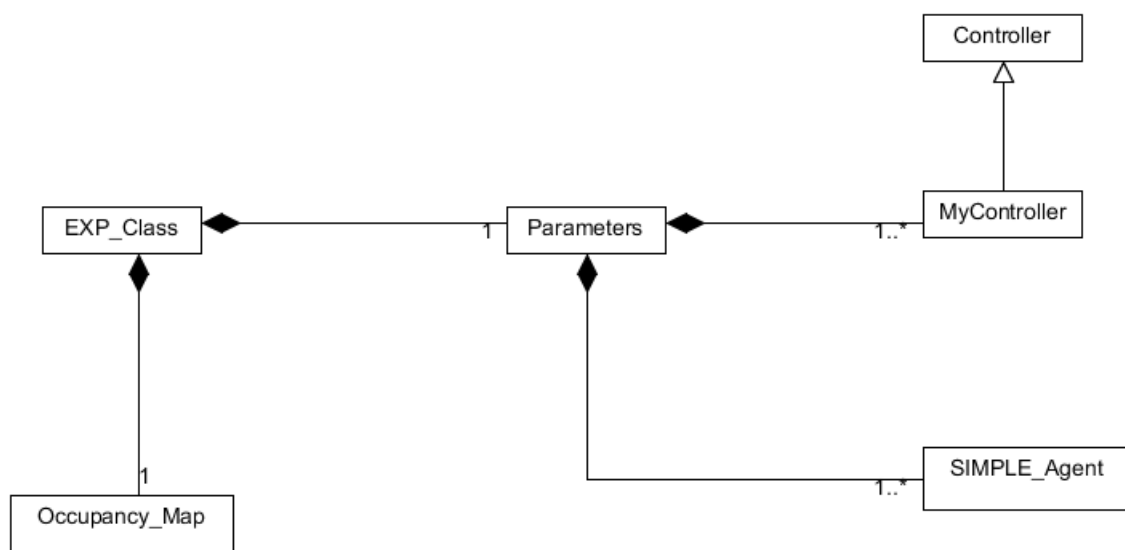 Controller
MyController
EXP_Class
1
Parameters
1..*
SIMPLE_Agent
1..*
1
Occupancy_Map